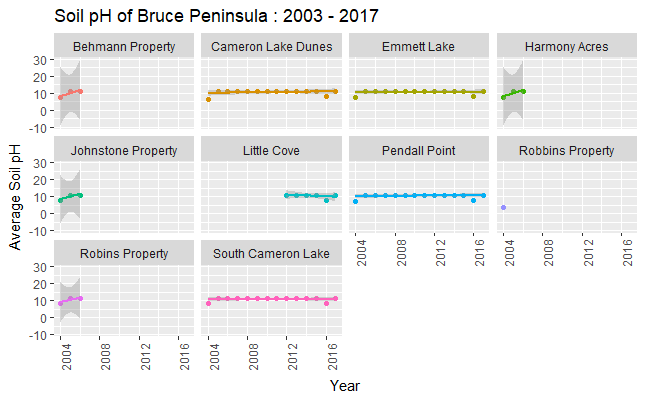 Soil pH of Bruce Peninsula : 2003 - 2017
Behmann Property Cameron Lake Dunes Emmett Lake Harmony Acres
30
20
10
0
-10
Johnstone Property Little Cove Pendall Point Robbins Property
30
20
10
0
-10
2004 2008 2012 2016 2004 2008 2012 2016
Robins Property South Cameron Lake
30
20
10
0
-10
2004 2008 2012 2016 2004 2008 2012 2016
Average Soil pH
Year